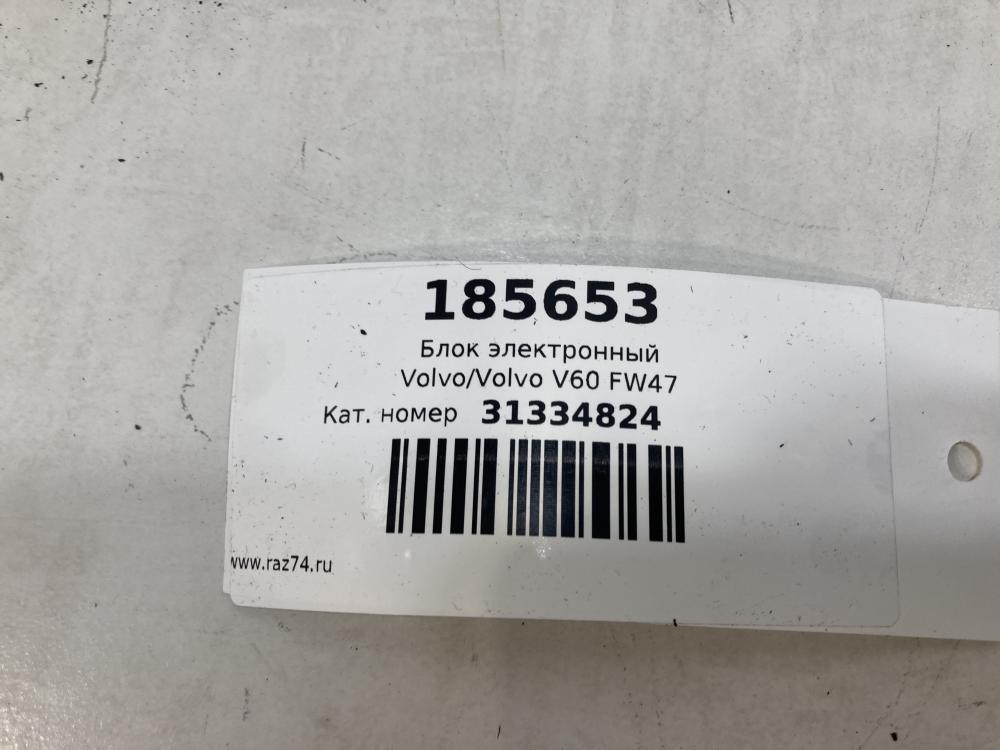 185653
Блок электронный
Volvo/Volvo V60 FW47
Кат. номер 31334824
www.raz74.ru